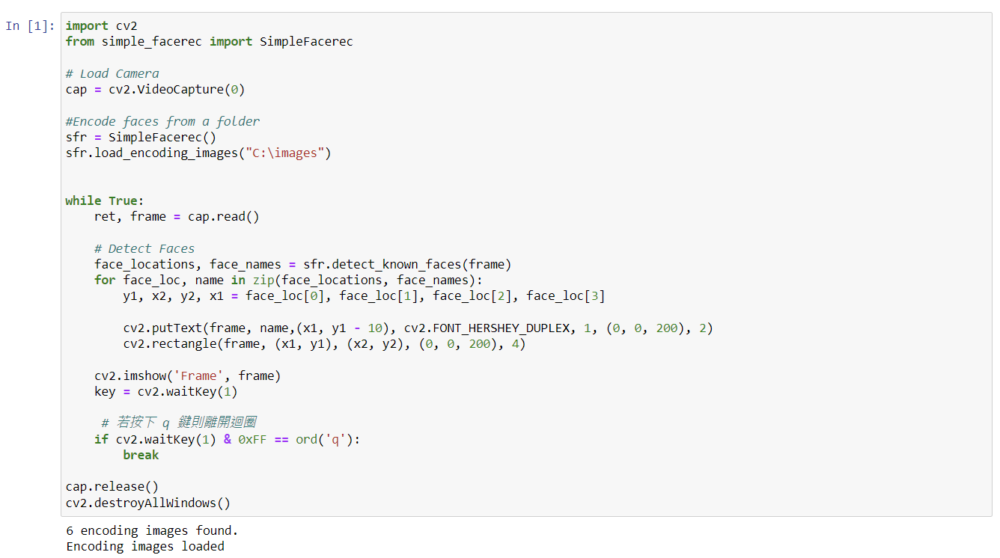 In [1]:
import cv2
from simple_facerec import SimpleFacerec
# Load Camera
cap = cv2.VideoCapture(0)
#Encode faces from a folder
sfr = SimpleFacerec()
sfr.load_encoding_images("C:\images")
while True:
    ret, frame = cap.read()
    # Detect Faces
    face_locations, face_names = sfr.detect_known_faces(frame)
    for face_loc, name in zip(face_locations, face_names):
        y1, x2, y2, x1 = face_loc[0], face_loc[1], face_loc[2], face_loc[3]
        cv2.putText(frame, name,(x1, y1 - 10), cv2.FONT_HERSHEY_DUPLEX, 1, (0, 0, 200), 2)
        cv2.rectangle(frame, (x1, y1), (x2, y2), (0, 0, 200), 4)
    cv2.imshow('Frame', frame)
    key = cv2.waitKey(1)
     # 若按下 q 鍵則離開迴圈
    if cv2.waitKey(1) & 0xFF == ord('q'):
        break
cap.release()
cv2.destroyAllWindows()
6 encoding images found.
Encoding images loaded